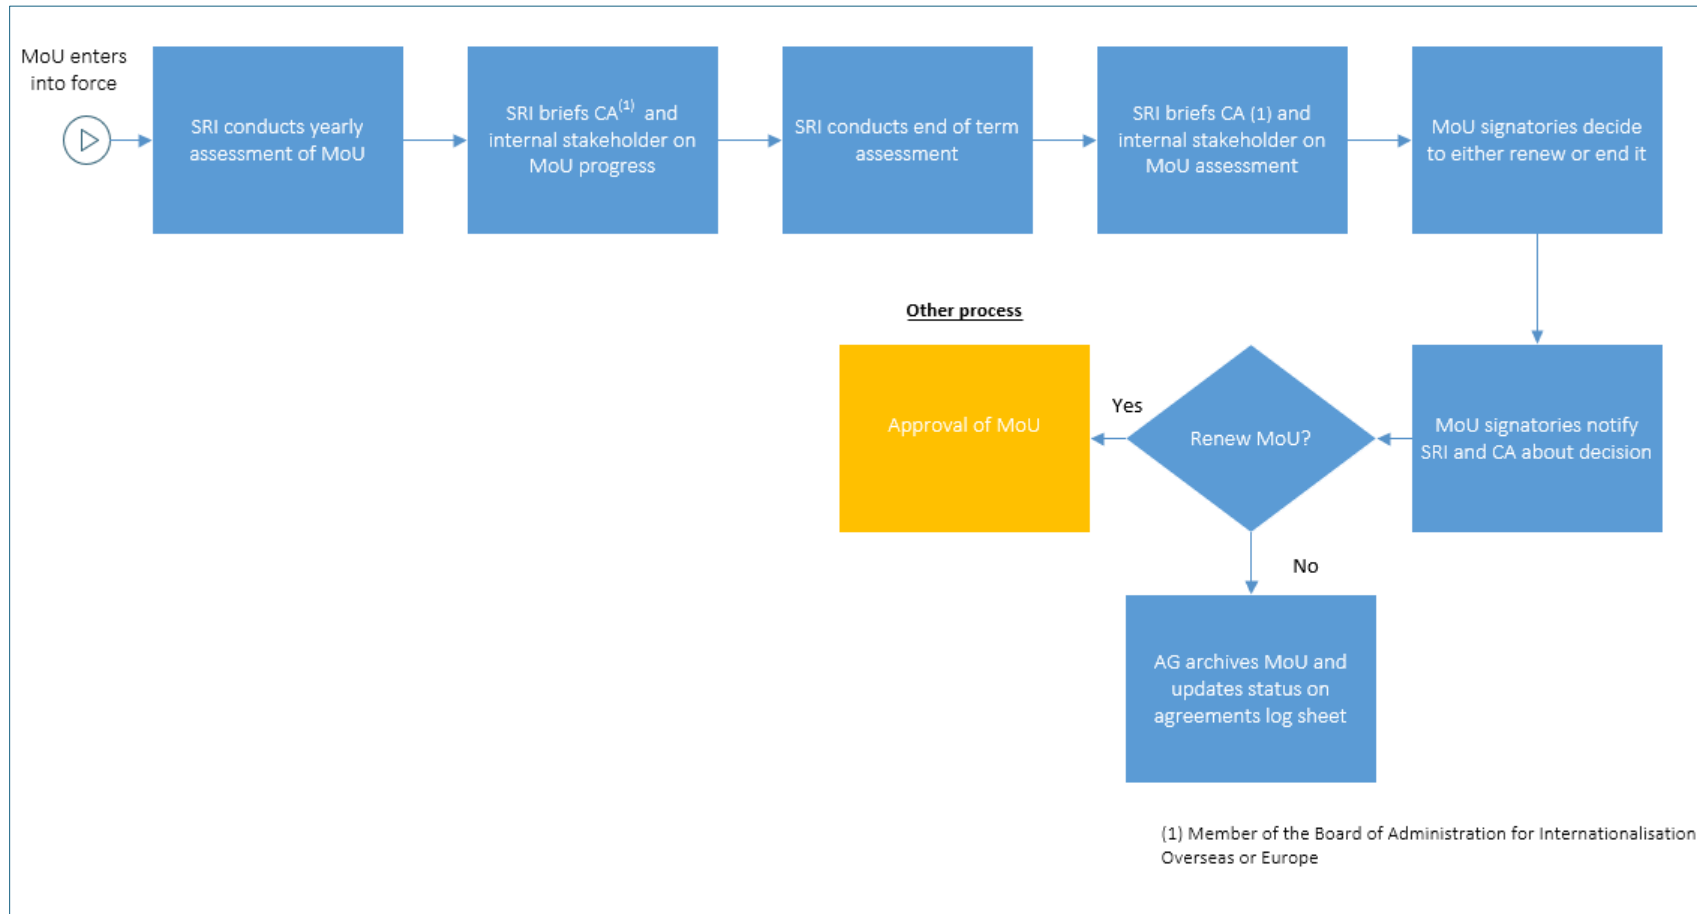 MoU enters
into force
SRI conducts yearly
assessment of MoU
SRI briefs CA(1) and
internal stakeholder on
MoU progress
SRI conducts end of term
assessment
SRI briefs CA (1) and
internal stakeholder on
MoU assessment
MoU signatories decide
to either renew or end it
Other process
Approval of MoU
Yes
Renew MoU?
MoU signatories notify
SRI and CA about decision
No
AG archives MoU and
updates status on
agreements log sheet
(1) Member of the Board of Administration for Internationalisation
Overseas or Europe